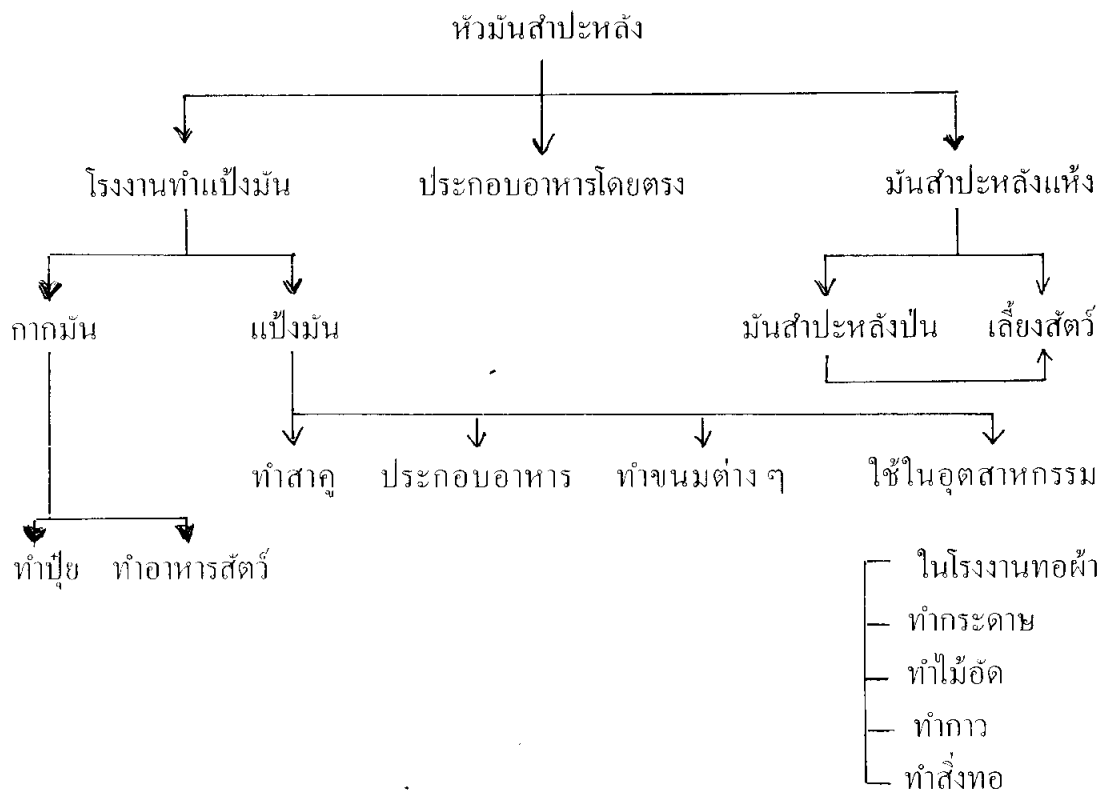 หัวมันสำปะหลัง
โรงงานทำแป้งมัน ประกอบอาหารโดยตรง มันสำปะหลังแห้ง
กากมัน แป้งมัน มันสำปะหลังป่น เลี้ยงสัตว์
ทำสาคู ประกอบอาหาร ทำขนมต่าง ๆ ใช้ในอุตสาหกรรม
ทำปุ๋ย ทำอาหารสัตว์ ในโรงงานทอผ้า
ทำกระดาษ
ทำไม้อัด
ทำกาว
ทำสิ่งทอ